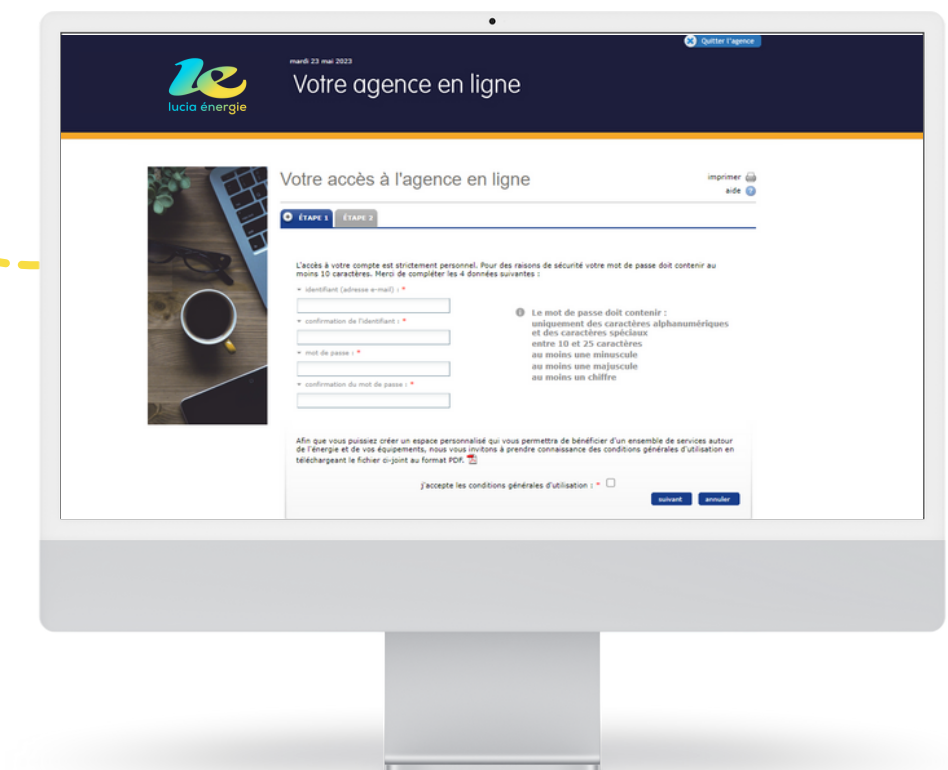 Quitter l'agence
mardi 23 mai 2023
Votre agence en ligne
le
lucia énergie
Votre accès à l'agence en ligne
imprimer
aide
ÉTAPE 1
ÉTAPE 2
L'accès à votre compte est strictement personnel. Pour des raisons de sécurité votre mot de passe doit contenir au
moins 10 caractères. Merci de compléter les 4 données suivantes :
identifiant (adresse e-mail) : *
confirmation de l'identifiant : *
mot de passe : *
confirmation du mot de passe : *
Le mot de passe doit contenir :
uniquement des caractères alphanumériques
et des caractères spéciaux
entre 10 et 25 caractères
au moins une minuscule
au moins une majuscule
au moins un chiffre
Afin que vous puissiez créer un espace personnalisé qui vous permettra de bénéficier d'un ensemble de services autour
de l'énergie et de vos équipements, nous vous invitons à prendre connaissance des conditions générales d'utilisation en
téléchargeant le fichier ci-joint au format PDF.
j'accepte les conditions générales d'utilisation : *
suivant
annuler